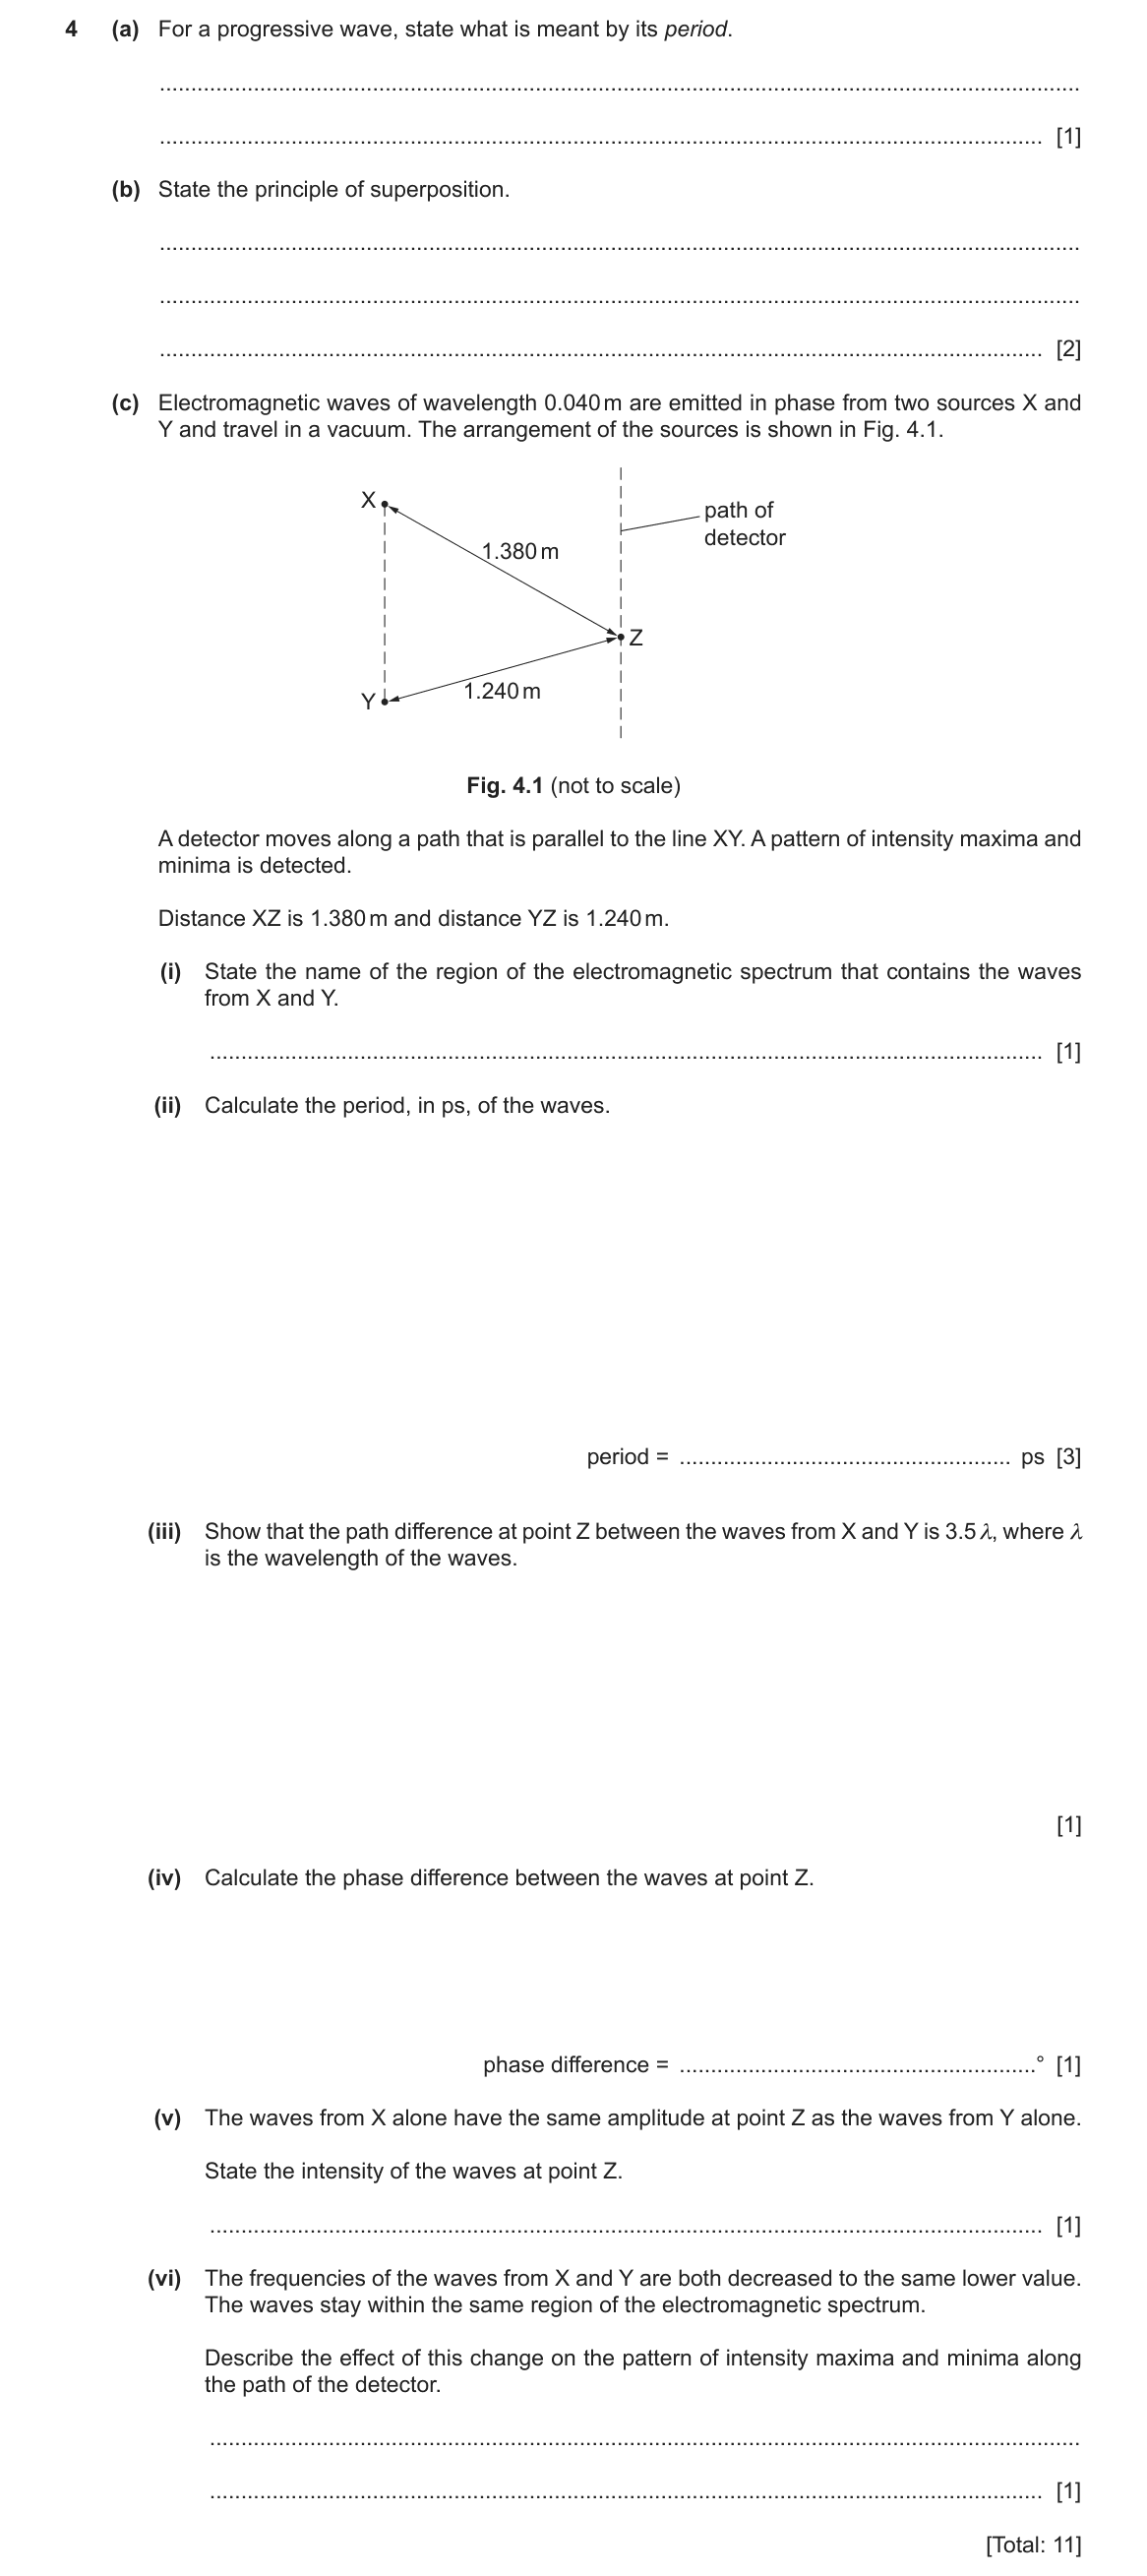 4 (a) For a progressive wave, state what is meant by its period.
..........................................................................................................................................
..................................................................................................................................... [1]
(b) State the principle of superposition.
..........................................................................................................................................
..........................................................................................................................................
..................................................................................................................................... [2]
(c) Electromagnetic waves of wavelength 0.040 m are emitted in phase from two sources X and
Y and travel in a vacuum. The arrangement of the sources is shown in Fig. 4.1.
X
path of
detector
1.380 m
Z
1.240 m
Y
Fig. 4.1 (not to scale)
A detector moves along a path that is parallel to the line XY. A pattern of intensity maxima and
minima is detected.
Distance XZ is 1.380 m and distance YZ is 1.240 m.
(i) State the name of the region of the electromagnetic spectrum that contains the waves
from X and Y.
............................................................................................................................. [1]
(ii) Calculate the period, in ps, of the waves.
period = ..................................................... ps [3]
(iii) Show that the path difference at point Z between the waves from X and Y is 3.5 λ, where λ
is the wavelength of the waves.
[1]
(iv) Calculate the phase difference between the waves at point Z.
phase difference = .........................................................° [1]
(v) The waves from X alone have the same amplitude at point Z as the waves from Y alone.
State the intensity of the waves at point Z.
............................................................................................................................. [1]
(vi) The frequencies of the waves from X and Y are both decreased to the same lower value.
The waves stay within the same region of the electromagnetic spectrum.
Describe the effect of this change on the pattern of intensity maxima and minima along
the path of the detector.
..................................................................................................................................
............................................................................................................................. [1]
[Total: 11]